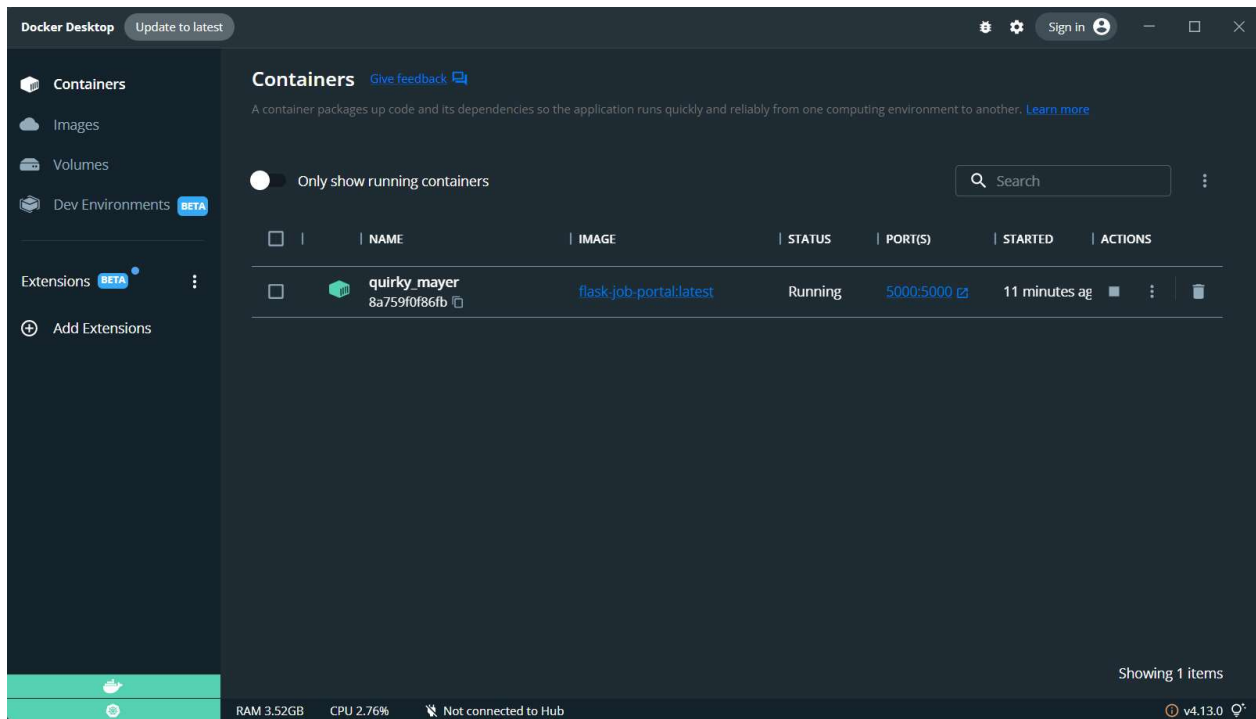 Docker Desktop Update to latest Sign in
Containers
Images
Volumes
Dev Environments BETA
Extensions BETA
Add Extensions
Containers Give feedback
A container packages up code and its dependencies so the application runs quickly and reliably from one computing environment to another. Learn more
Only show running containers Search
NAME IMAGE STATUS PORT(S) STARTED ACTIONS
quirky_mayer flask-job-portal:latest Running 5000:5000 11 minutes ag
8a759f0f86fb
Showing 1 items
RAM 3.52GB CPU 2.76% Not connected to Hub v4.13.0